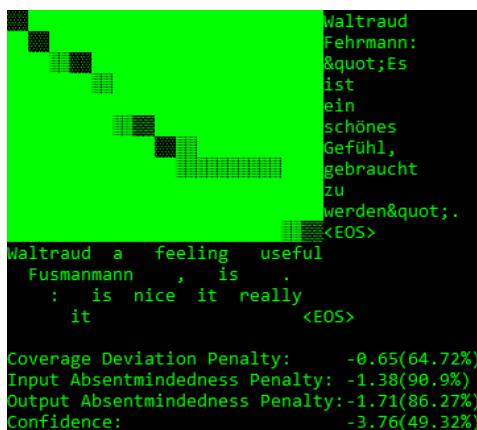 Waltraud
Fehrmann:
&quot;Es
ist
ein
schönes
Gefühl,
gebraucht
zu
werden&quot;.
<EOS>
Waltraud a feeling useful
Fusmanmann , is .
: is nice it really
it <EOS>
Coverage Deviation Penalty: -0.65(64.72%)
Input Absentmindedness Penalty: -1.38(90.9%)
Output Absentmindedness Penalty:-1.71(86.27%)
Confidence: -3.76(49.32%)